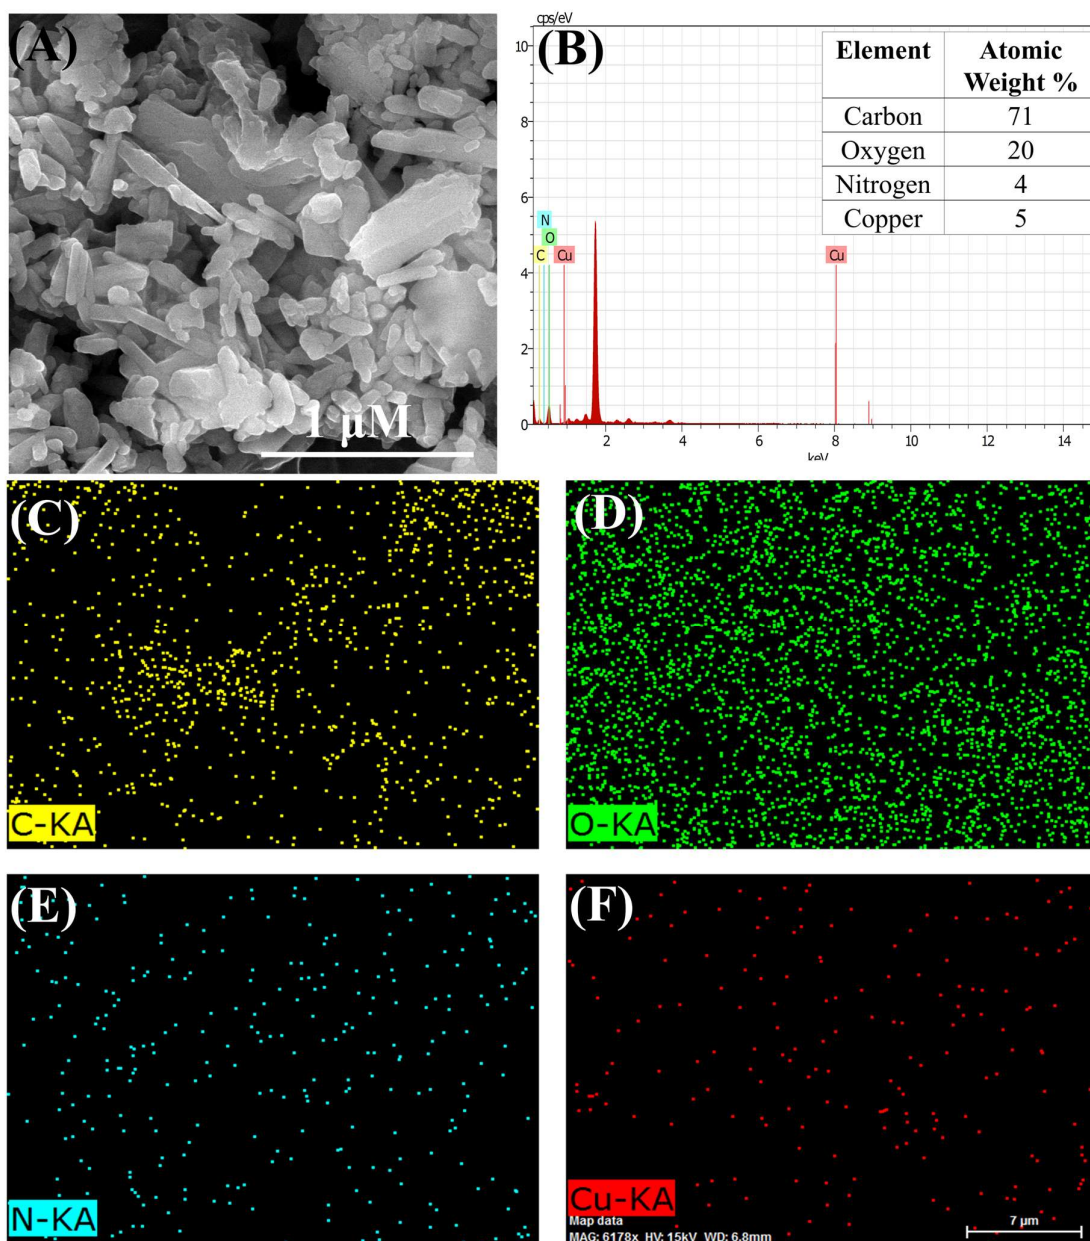 (A)
1 µM
cps/eV
(B)
10
8
6
4
2
0
N
O
C
Cu
Cu
2
4
6
8
10
12
14
keV
Element
Atomic
Weight %
Carbon
71
Oxygen
20
Nitrogen
4
Copper
5
(C)
C-KA
(D)
O-KA
(E)
N-KA
(F)
Cu-KA
Map data
MAG: 6178x HV: 15kV WD: 6.8mm
7 µm